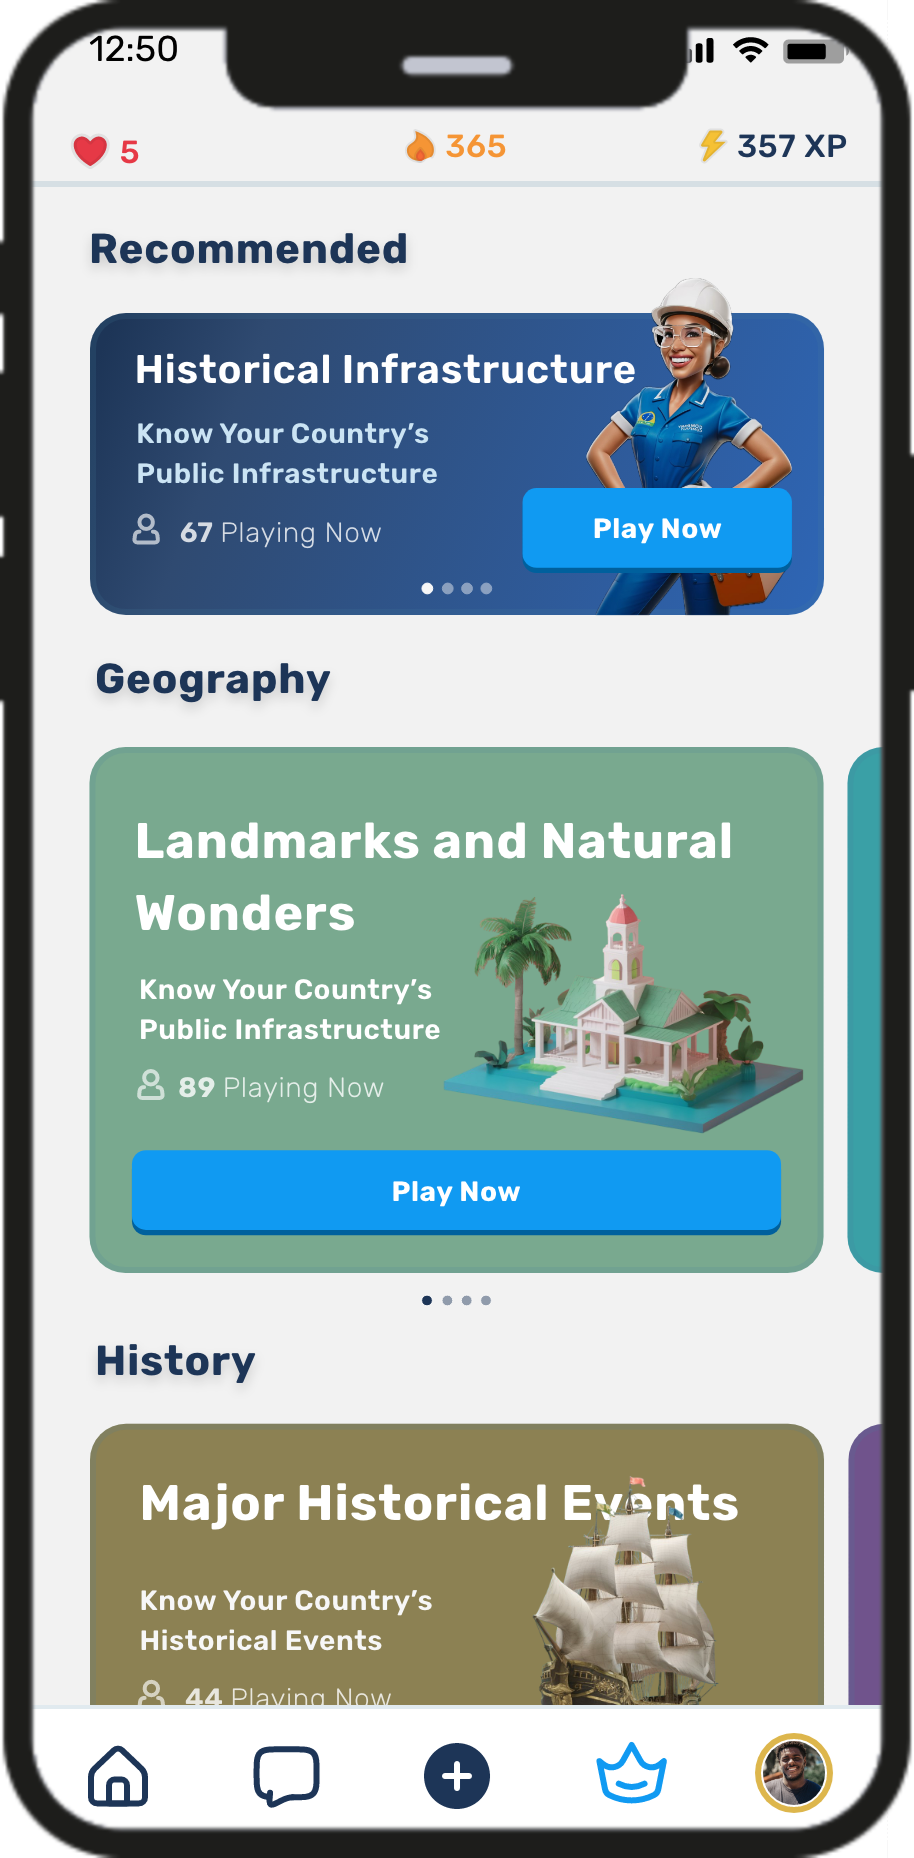 12:50
5
365
357 XP
Recommended
Historical Infrastructure
Know Your Country’s
Public Infrastructure
67 Playing Now
Play Now
Geography
Landmarks and Natural
Wonders
Know Your Country’s
Public Infrastructure
89 Playing Now
Play Now
History
Major Historical Events
Know Your Country’s
Historical Events
44 Playing Now